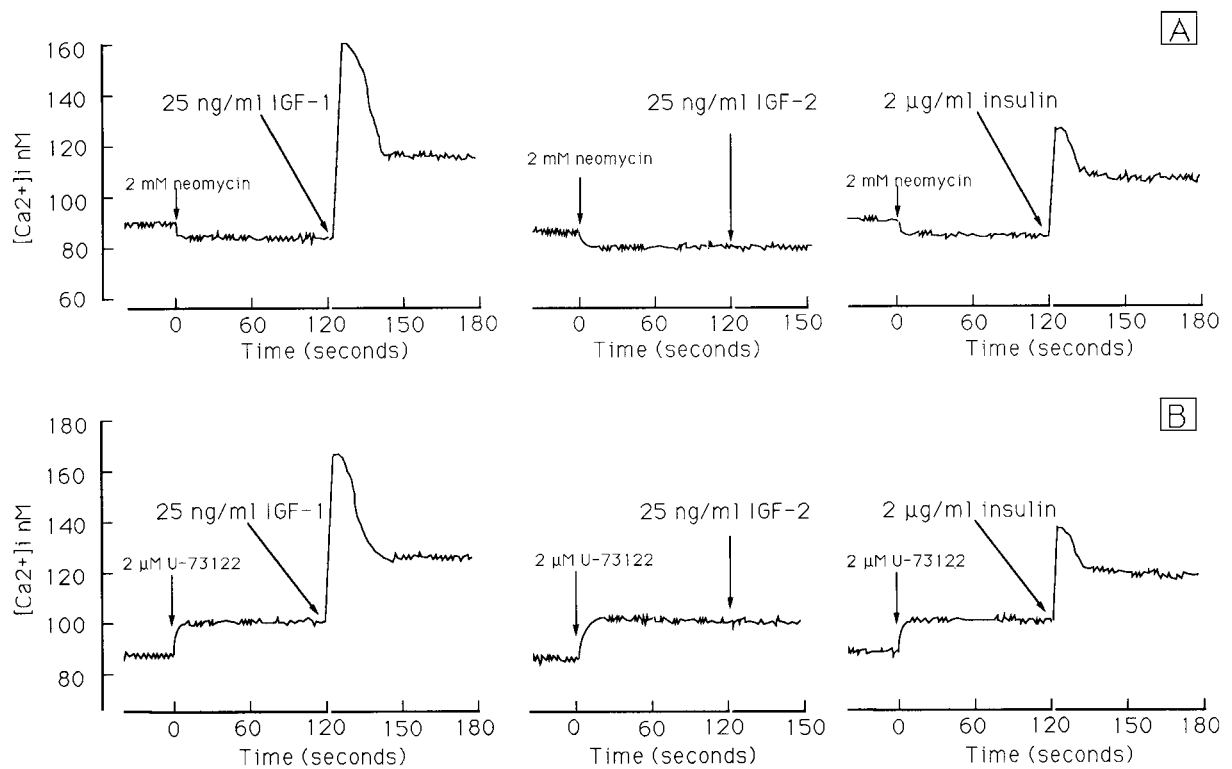 A
[Ca2+]i nM
160
140
120
100
80
60
25 ng/ml IGF-1
2 mM neomycin
0 60 120 150 180
Time (seconds)
25 ng/ml IGF-2
2 mM neomycin
0 60 120 150
Time (seconds)
2 μg/ml insulin
2 mM neomycin
0 60 120 150 180
Time (seconds)
B
[Ca2+]i nM
180
160
140
120
100
80
25 ng/ml IGF-1
2 μM U-73122
0 60 120 150 180
Time (seconds)
25 ng/ml IGF-2
2 μM U-73122
0 60 120 150
Time (seconds)
2 μg/ml insulin
2 μM U-73122
0 60 120 150 180
Time (seconds)